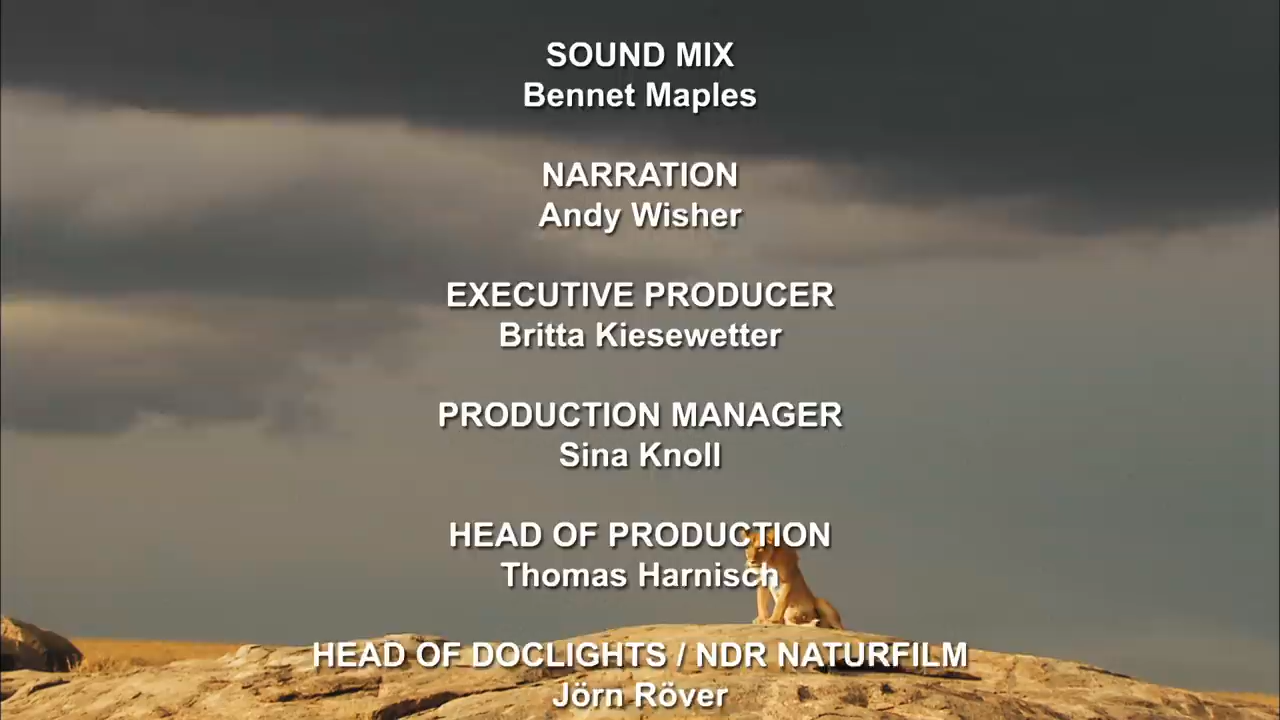 SOUND MIX
Bennet Maples
NARRATION
Andy Wisher
EXECUTIVE PRODUCER
Britta Kiesewetter
PRODUCTION MANAGER
Sina Knoll
HEAD OF PRODUCTION
Thomas Harnisch
HEAD OF DOCLIGHTS / NDR NATURFILM
Jörn Röver